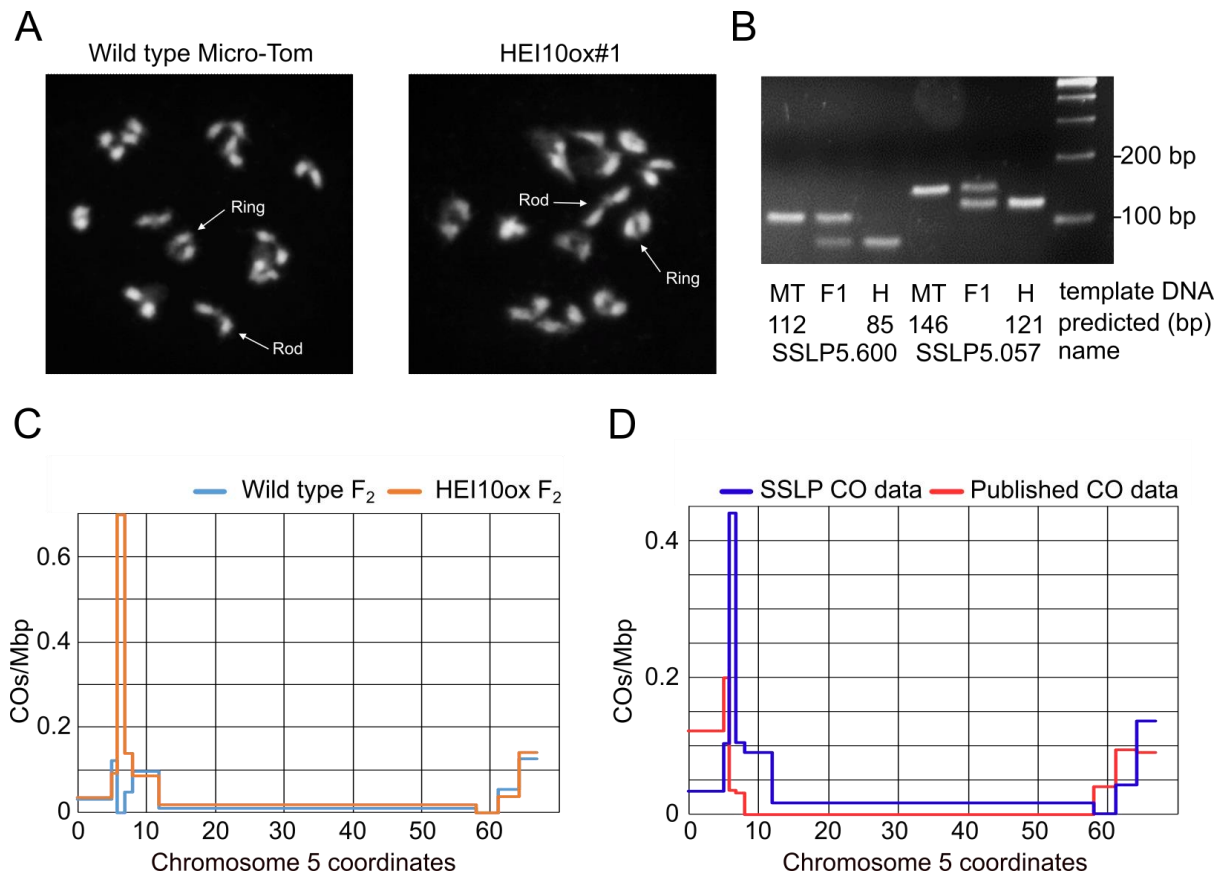 A
Wild type Micro-Tom
HEI10ox#1
Ring
Rod
Rod
Ring
B
200 bp
100 bp
MT F1 H MT F1 H template DNA
112 85 146 121 predicted (bp)
SSLP5.600 SSLP5.057 name
C
Wild type F₂ HEI10ox F₂
COs/Mbp
0.6
0.4
0.2
0
0 10 20 30 40 50 60
Chromosome 5 coordinates
D
SSLP CO data Published CO data
COs/Mbp
0.4
0.2
0
0 10 20 30 40 50 60
Chromosome 5 coordinates